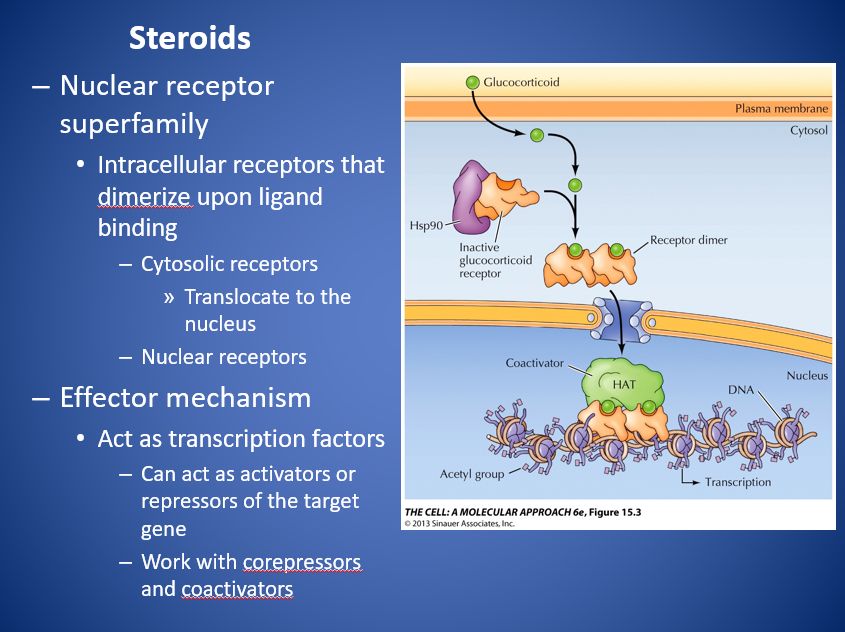 Steroids
– Nuclear receptor
superfamily
• Intracellular receptors that
dimerize upon ligand
binding
– Cytosolic receptors
» Translocate to the
nucleus
– Nuclear receptors
– Effector mechanism
• Act as transcription factors
– Can act as activators or
repressors of the target
gene
– Work with corepressors
and coactivators
Glucocorticoid
Plasma membrane
Cytosol
Hsp90
Inactive
glucocorticoid
receptor
Receptor dimer
Coactivator
Nucleus
HAT
DNA
Acetyl group
Transcription
THE CELL: A MOLECULAR APPROACH 6e, Figure 15.3
© 2013 Sinauer Associates, Inc.